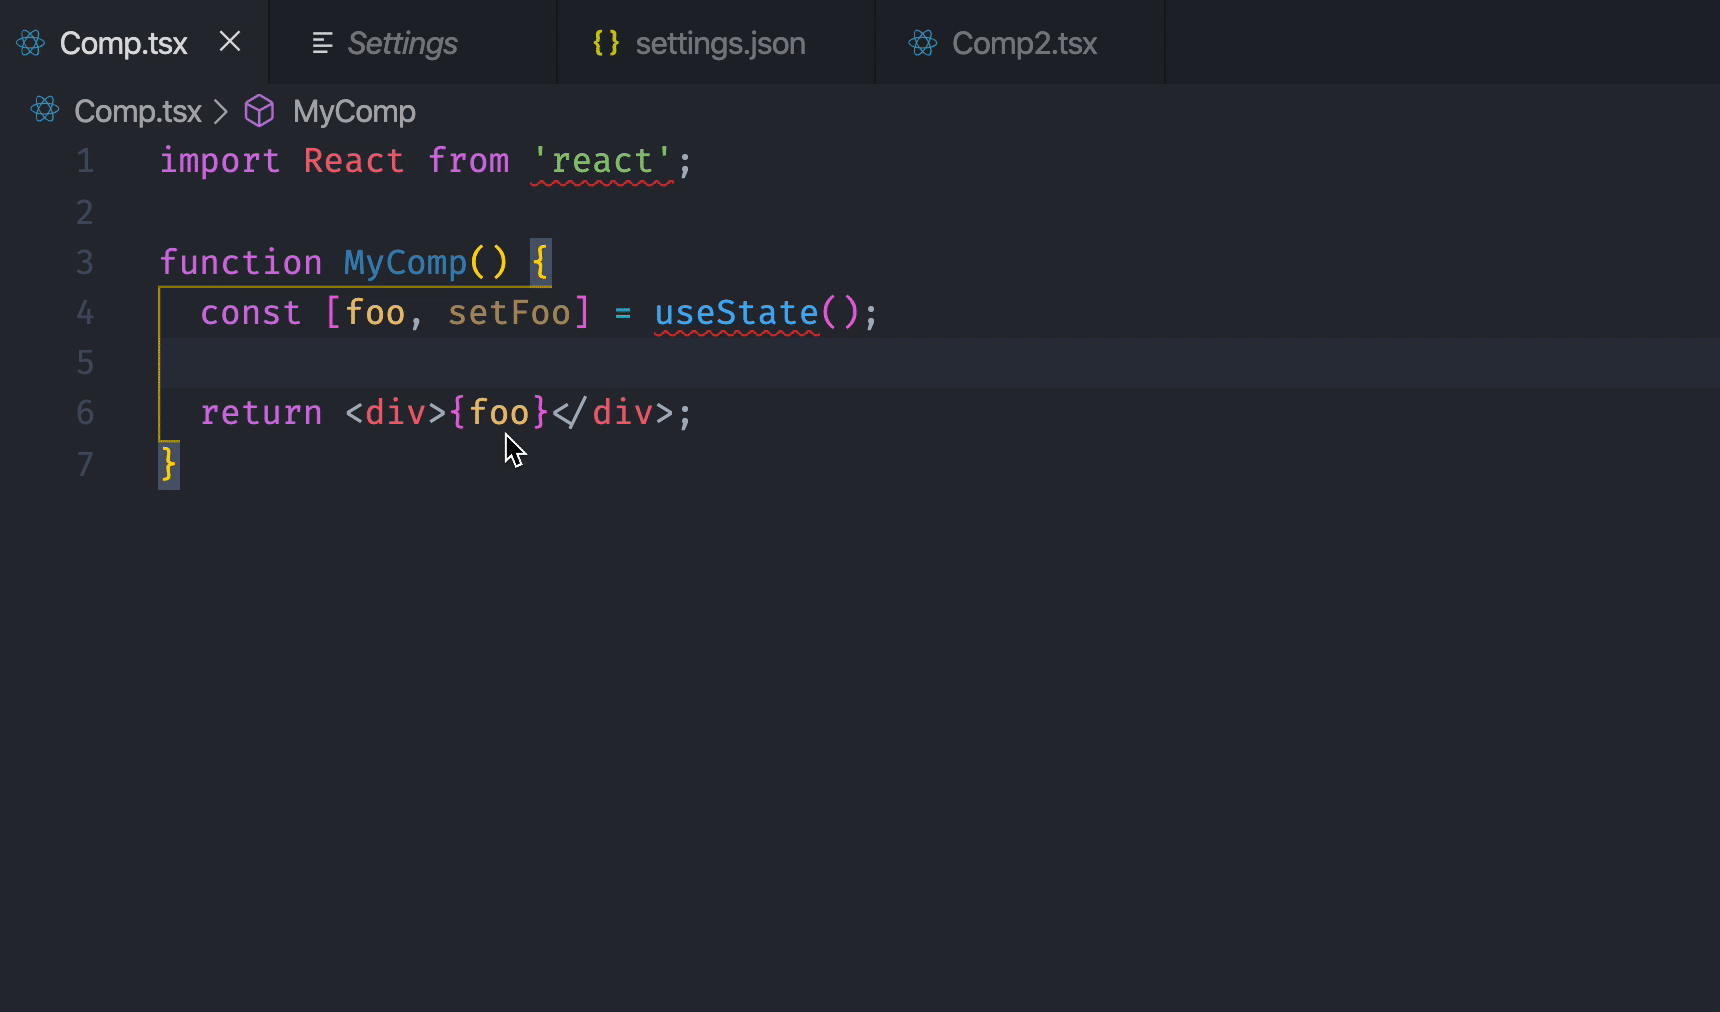 Comp.tsx Settings {} settings.json Comp2.tsx
Comp.tsx > MyComp
1 import React from 'react';
2
3 function MyComp() {
4   const [foo, setFoo] = useState();
5
6   return <div>{foo}</div>;
7 }